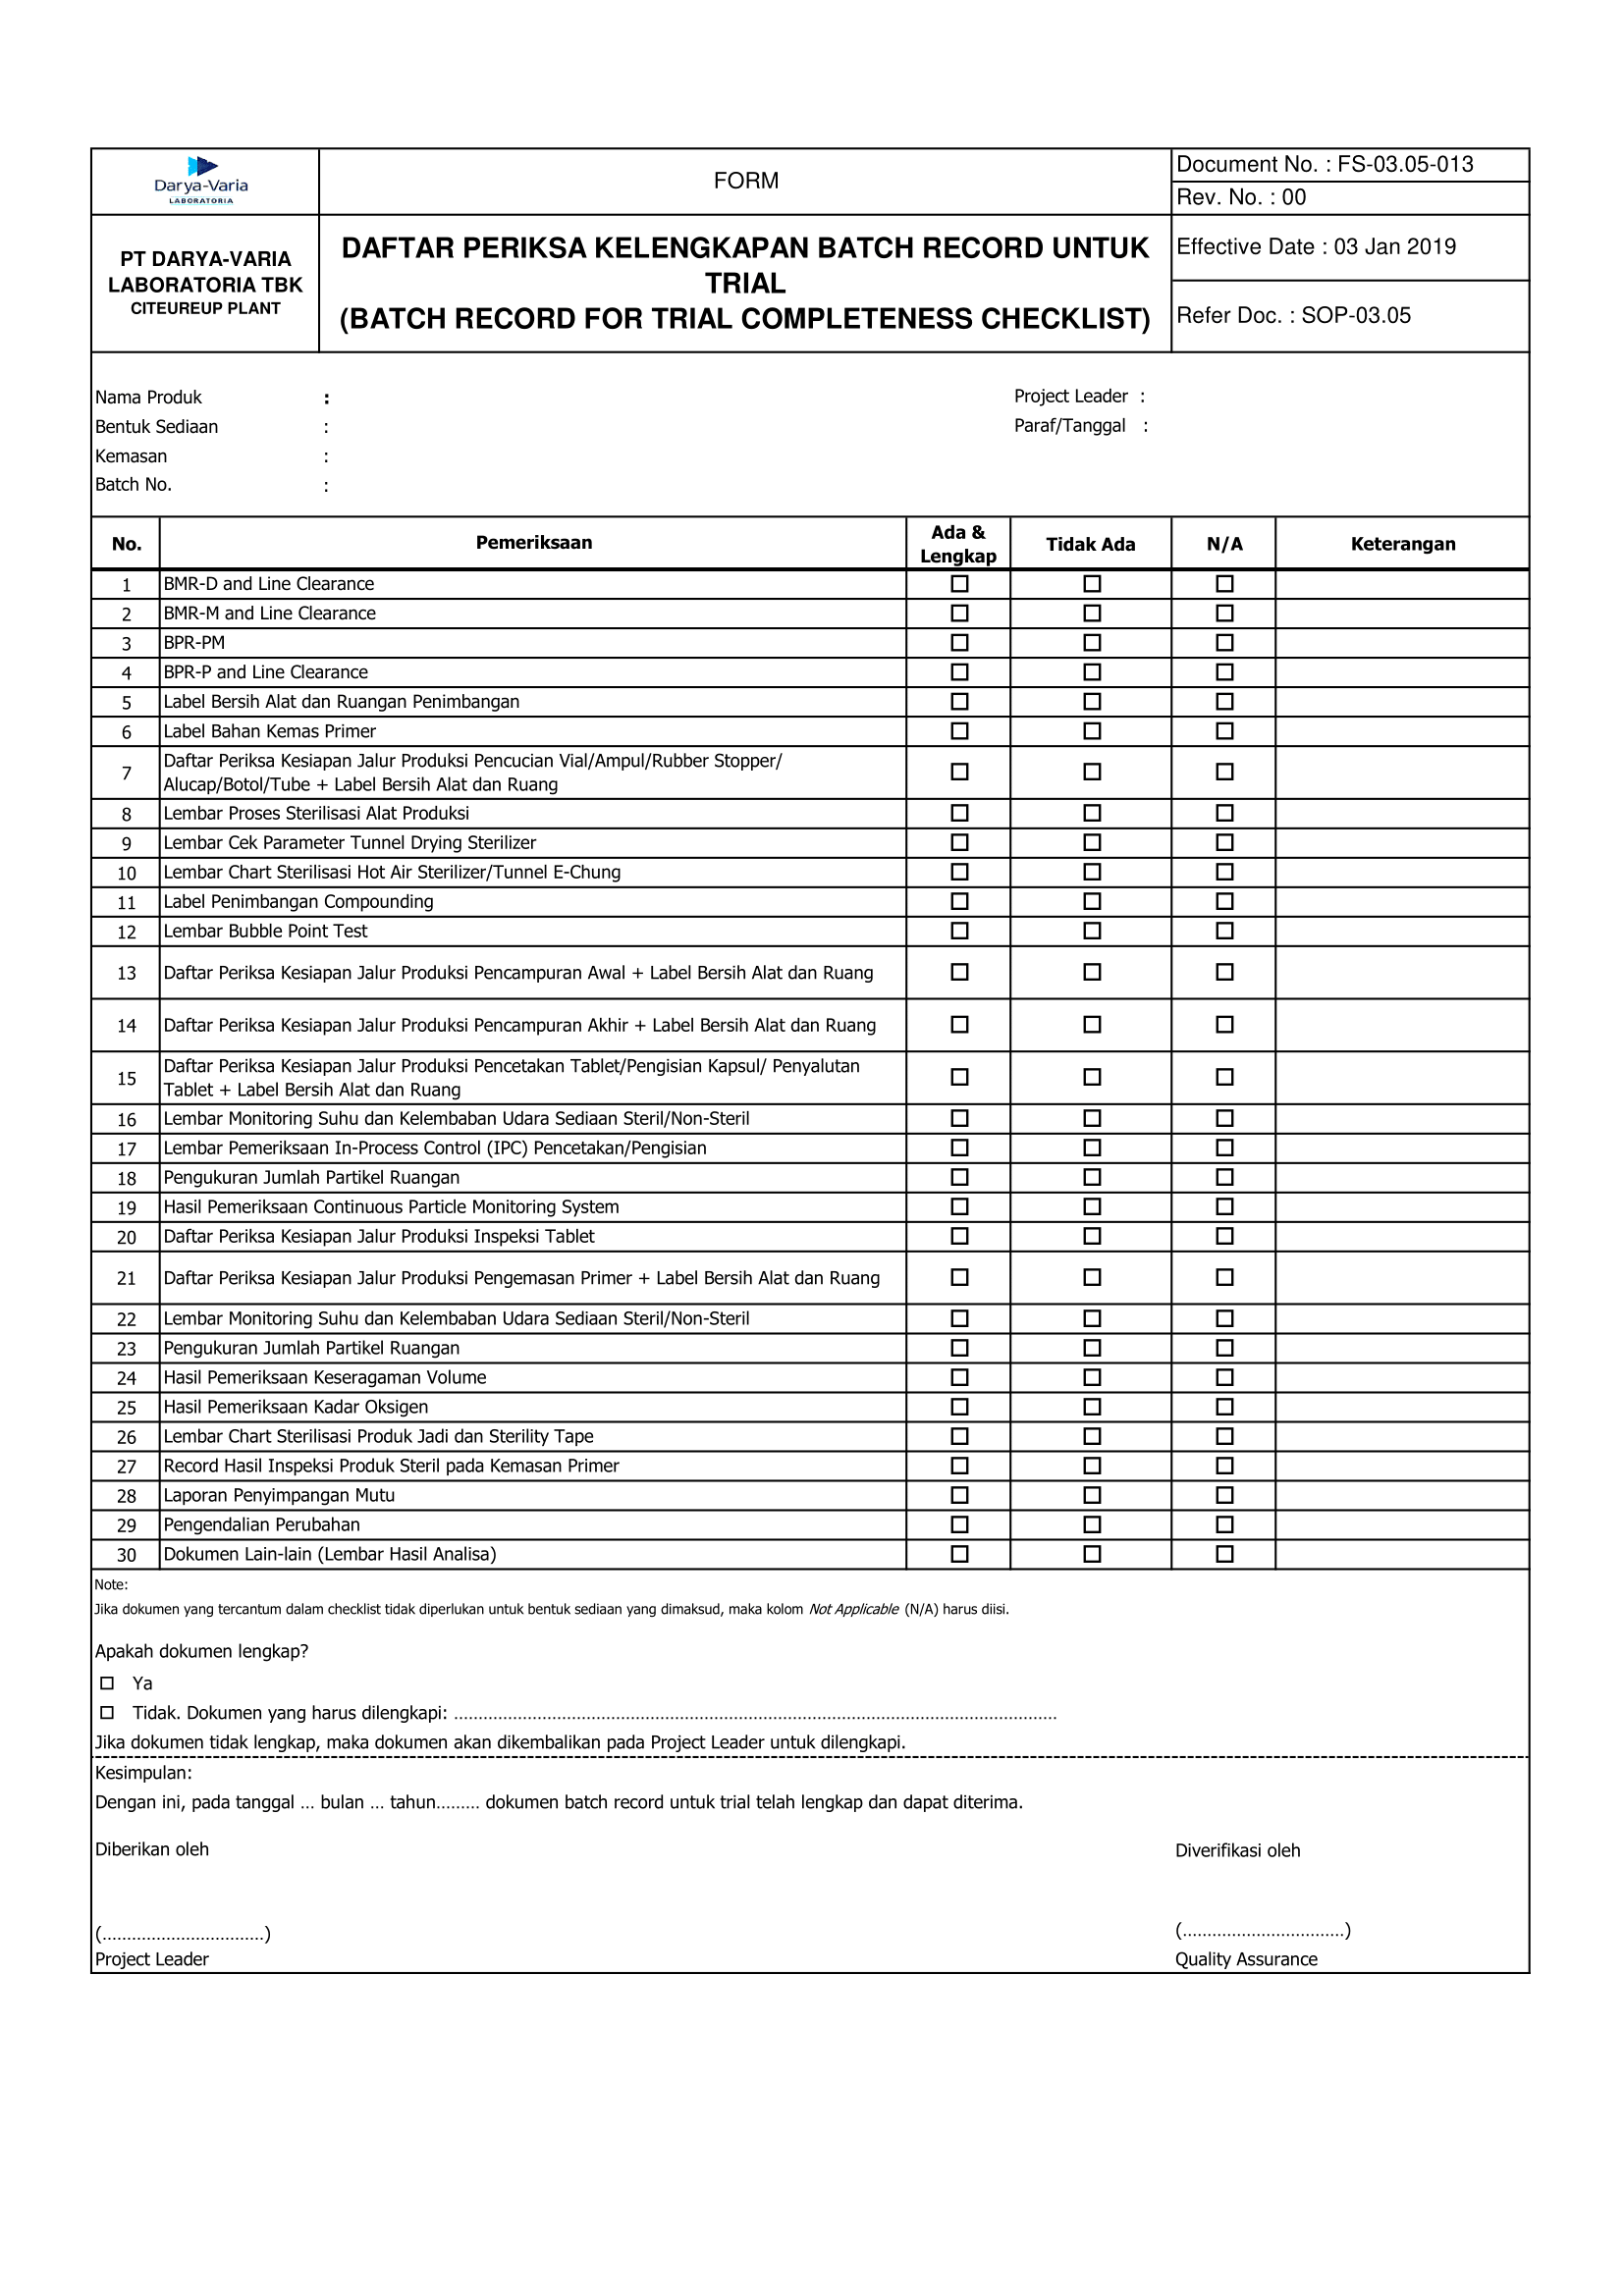 Darya-Varia
LABORATORIA
FORM
Document No. : FS-03.05-013
Rev. No. : 00
PT DARYA-VARIA
LABORATORIA TBK
CITEUREUP PLANT
DAFTAR PERIKSA KELENGKAPAN BATCH RECORD UNTUK
TRIAL
(BATCH RECORD FOR TRIAL COMPLETENESS CHECKLIST)
Effective Date : 03 Jan 2019
Refer Doc. : SOP-03.05
Nama Produk :
Project Leader :
Bentuk Sediaan :
Paraf/Tanggal :
Kemasan :
Batch No. :
No. Pemeriksaan Ada & Lengkap Tidak Ada N/A Keterangan
1 BMR-D and Line Clearance ☐ ☐ ☐
2 BMR-M and Line Clearance ☐ ☐ ☐
3 BPR-PM ☐ ☐ ☐
4 BPR-P and Line Clearance ☐ ☐ ☐
5 Label Bersih Alat dan Ruangan Penimbangan ☐ ☐ ☐
6 Label Bahan Kemas Primer ☐ ☐ ☐
7 Daftar Periksa Kesiapan Jalur Produksi Pencucian Vial/Ampul/Rubber Stopper/
Alucap/Botol/Tube + Label Bersih Alat dan Ruang ☐ ☐ ☐
8 Lembar Proses Sterilisasi Alat Produksi ☐ ☐ ☐
9 Lembar Cek Parameter Tunnel Drying Sterilizer ☐ ☐ ☐
10 Lembar Chart Sterilisasi Hot Air Sterilizer/Tunnel E-Chung ☐ ☐ ☐
11 Label Penimbangan Compounding ☐ ☐ ☐
12 Lembar Bubble Point Test ☐ ☐ ☐
13 Daftar Periksa Kesiapan Jalur Produksi Pencampuran Awal + Label Bersih Alat dan Ruang ☐ ☐ ☐
14 Daftar Periksa Kesiapan Jalur Produksi Pencampuran Akhir + Label Bersih Alat dan Ruang ☐ ☐ ☐
15 Daftar Periksa Kesiapan Jalur Produksi Pencetakan Tablet/Pengisian Kapsul/ Penyalutan
Tablet + Label Bersih Alat dan Ruang ☐ ☐ ☐
16 Lembar Monitoring Suhu dan Kelembaban Udara Sediaan Steril/Non-Steril ☐ ☐ ☐
17 Lembar Pemeriksaan In-Process Control (IPC) Pencetakan/Pengisian ☐ ☐ ☐
18 Pengukuran Jumlah Partikel Ruangan ☐ ☐ ☐
19 Hasil Pemeriksaan Continuous Particle Monitoring System ☐ ☐ ☐
20 Daftar Periksa Kesiapan Jalur Produksi Inspeksi Tablet ☐ ☐ ☐
21 Daftar Periksa Kesiapan Jalur Produksi Pengemasan Primer + Label Bersih Alat dan Ruang ☐ ☐ ☐
22 Lembar Monitoring Suhu dan Kelembaban Udara Sediaan Steril/Non-Steril ☐ ☐ ☐
23 Pengukuran Jumlah Partikel Ruangan ☐ ☐ ☐
24 Hasil Pemeriksaan Keseragaman Volume ☐ ☐ ☐
25 Hasil Pemeriksaan Kadar Oksigen ☐ ☐ ☐
26 Lembar Chart Sterilisasi Produk Jadi dan Sterility Tape ☐ ☐ ☐
27 Record Hasil Inspeksi Produk Steril pada Kemasan Primer ☐ ☐ ☐
28 Laporan Penyimpangan Mutu ☐ ☐ ☐
29 Pengendalian Perubahan ☐ ☐ ☐
30 Dokumen Lain-lain (Lembar Hasil Analisa) ☐ ☐ ☐
Note:
Jika dokumen yang tercantum dalam checklist tidak diperlukan untuk bentuk sediaan yang dimaksud, maka kolom Not Applicable (N/A) harus diisi.
Apakah dokumen lengkap?
☐ Ya
☐ Tidak. Dokumen yang harus dilengkapi: ........................................................................................................................
Jika dokumen tidak lengkap, maka dokumen akan dikembalikan pada Project Leader untuk dilengkapi.
Kesimpulan:
Dengan ini, pada tanggal ... bulan ... tahun......... dokumen batch record untuk trial telah lengkap dan dapat diterima.
Diberikan oleh
Diverifikasi oleh
(.................................)
(.................................)
Project Leader
Quality Assurance